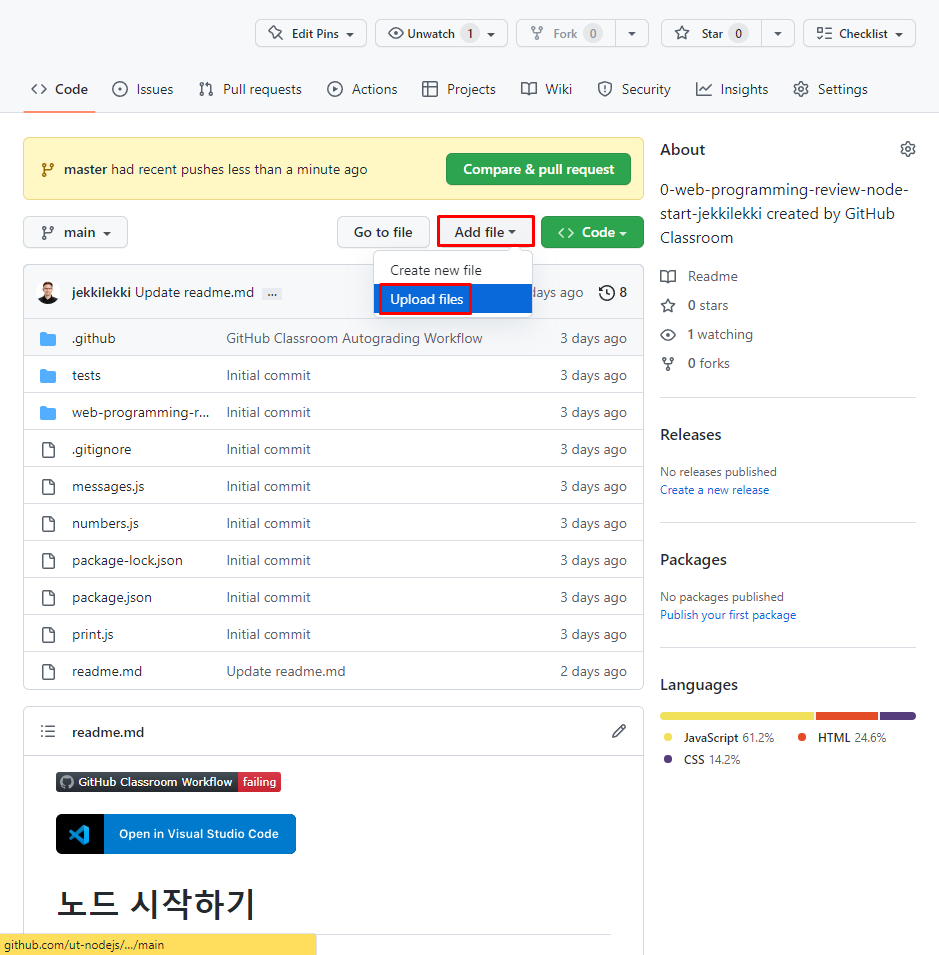 Edit Pins
Unwatch 1
Fork 0
Star 0
Checklist
Code
Issues
Pull requests
Actions
Projects
Wiki
Security
Insights
Settings
master had recent pushes less than a minute ago
Compare & pull request
main
Go to file
Add file
Code
Create new file
Upload files
jekkilekki Update readme.md ...
days ago
8
.github GitHub Classroom Autograding Workflow 3 days ago
tests Initial commit 3 days ago
web-programming-r... Initial commit 3 days ago
.gitignore Initial commit 3 days ago
messages.js Initial commit 3 days ago
numbers.js Initial commit 3 days ago
package-lock.json Initial commit 3 days ago
package.json Initial commit 3 days ago
print.js Initial commit 3 days ago
readme.md Update readme.md 2 days ago
readme.md
GitHub Classroom Workflow failing
Open in Visual Studio Code
노드 시작하기
github.com/ut-nodejs/.../main
About
0-web-programming-review-node-
start-jekkilekki created by GitHub
Classroom
Readme
0 stars
1 watching
0 forks
Releases
No releases published
Create a new release
Packages
No packages published
Publish your first package
Languages
JavaScript 61.2%
HTML 24.6%
CSS 14.2%